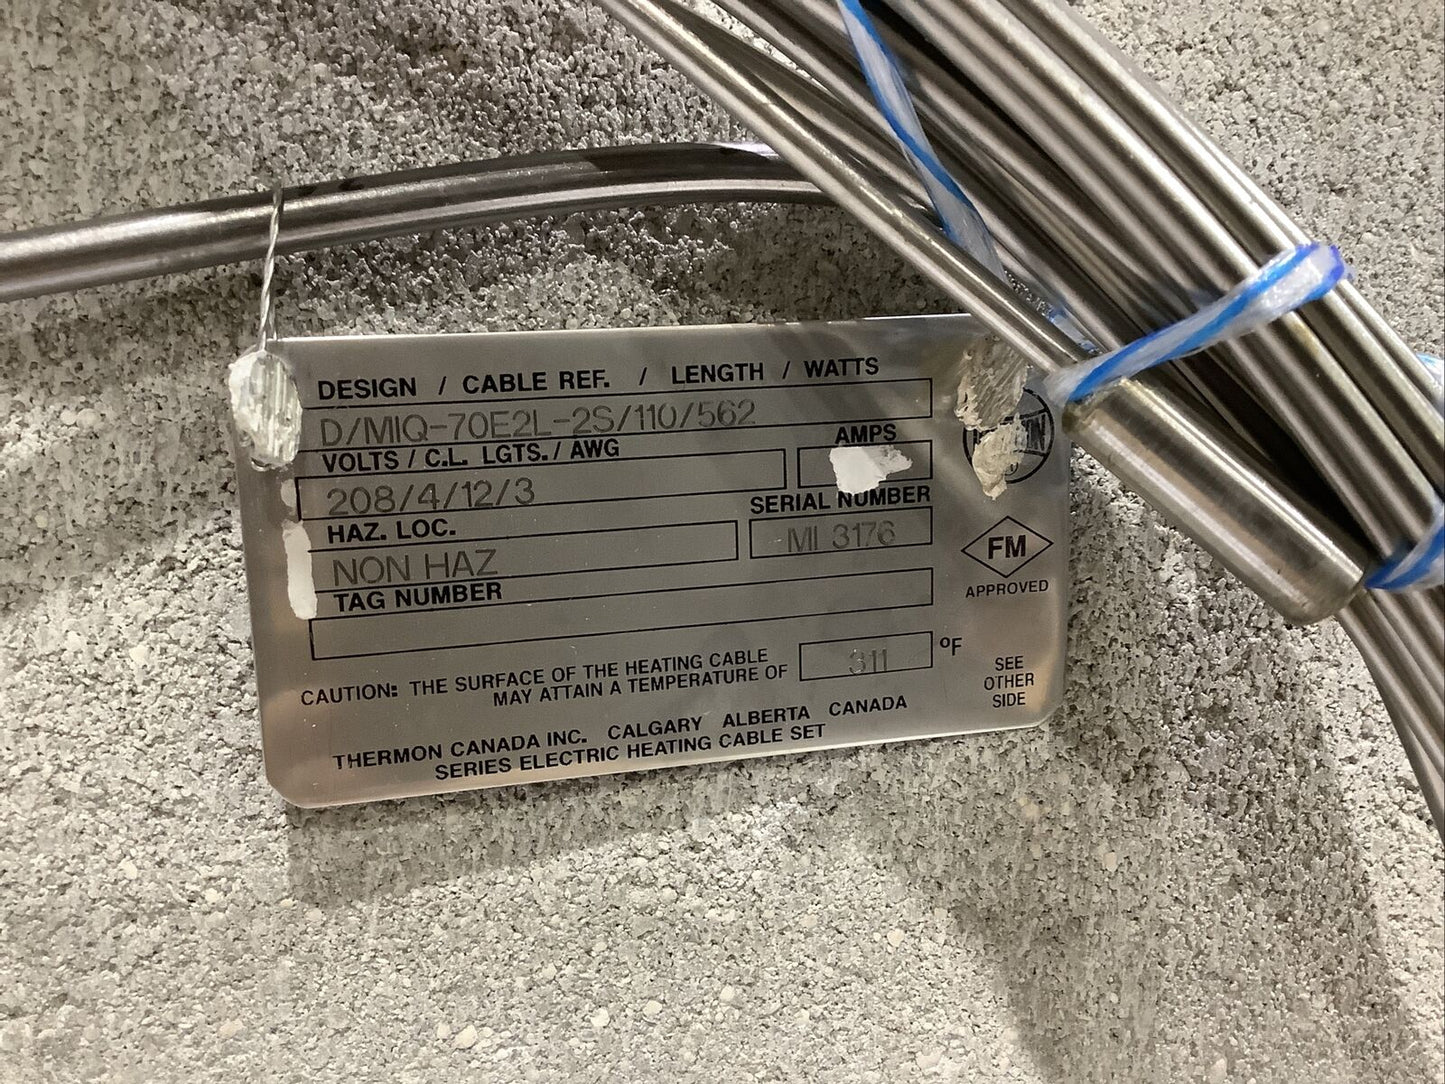 DESIGN / CABLE REF. / LENGTH / WATTS
D/MIQ-70E2L-2S/110/562
VOLTS / C.L. LGTS. / AWG
AMPS
208/4/12/3
SERIAL NUMBER
HAZ. LOC.
MI 3176
NON HAZ
FM
APPROVED
TAG NUMBER
CAUTION: THE SURFACE OF THE HEATING CABLE
MAY ATTAIN A TEMPERATURE OF
311
ºF
SEE
OTHER
SIDE
THERMON CANADA INC. CALGARY ALBERTA CANADA
SERIES ELECTRIC HEATING CABLE SET